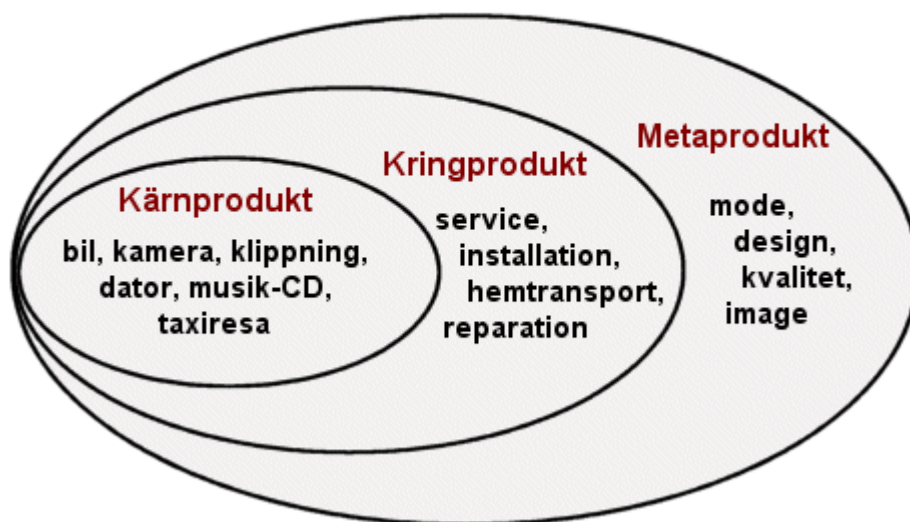 Kärnprodukt
bil, kamera, klippning,
dator, musik-CD,
taxiresa
Kringprodukt
service,
installation,
hemtransport,
reparation
Metaprodukt
mode,
design,
kvalitet,
image